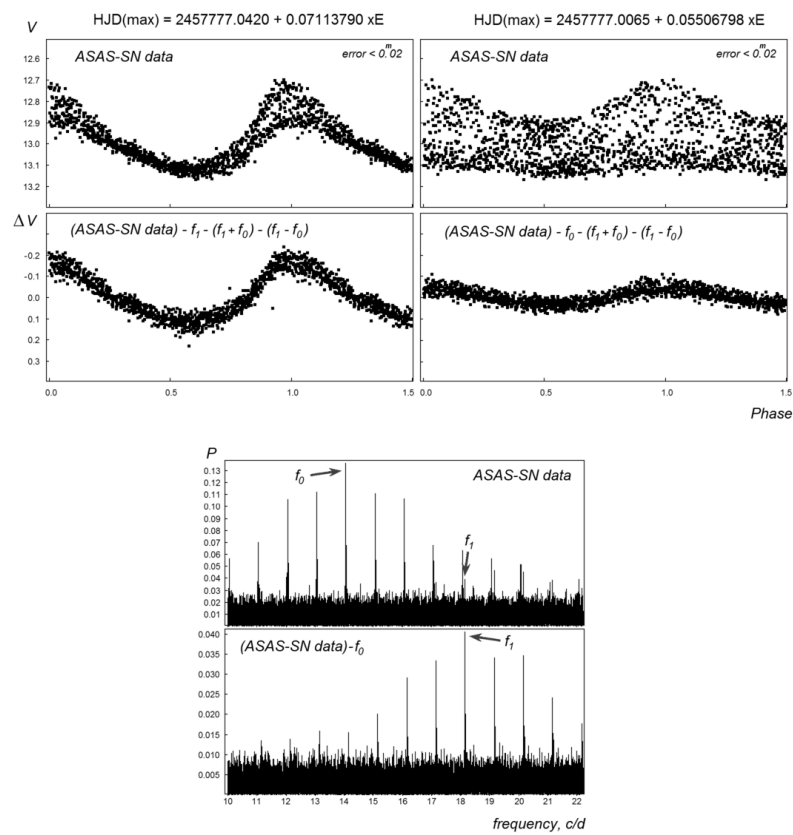 HJD(max) = 2457777.0420 + 0.07113790 xE
HJD(max) = 2457777.0065 + 0.05506798 xE
V
ASAS-SN data
error < 0.ᵐ02
ASAS-SN data
error < 0.ᵐ02
12.6
12.7
12.8
12.9
13.0
13.1
13.2
ΔV
(ASAS-SN data) - f₁ - (f₁ + f₀) - (f₁ - f₀)
(ASAS-SN data) - f₀ - (f₁ + f₀) - (f₁ - f₀)
-0.2
-0.1
0.0
0.1
0.2
0.3
0.0 0.5 1.0 1.5
0.0 0.5 1.0 1.5
Phase
P
f₀
ASAS-SN data
f₁
0.13
0.12
0.11
0.10
0.09
0.08
0.07
0.06
0.05
0.04
0.03
0.02
0.01
(ASAS-SN data)-f₀
f₁
0.040
0.035
0.030
0.025
0.020
0.015
0.010
0.005
10 11 12 13 14 15 16 17 18 19 20 21 22
frequency, c/d